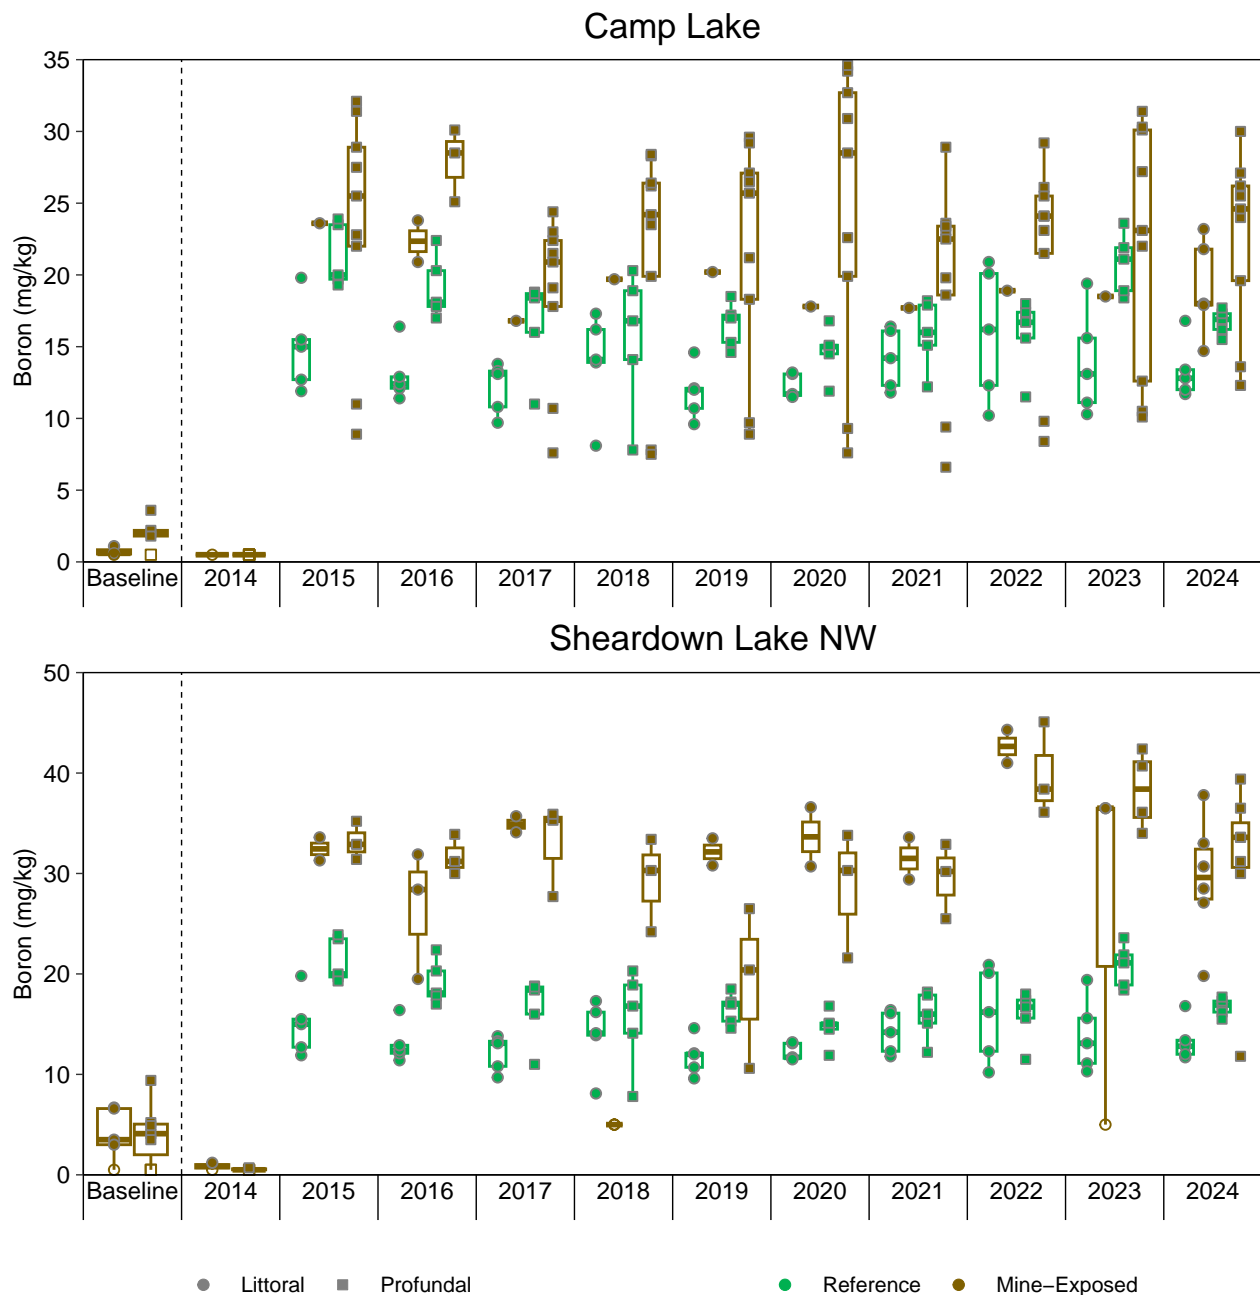 Camp Lake
Boron (mg/kg)
35
30
25
20
15
10
5
0
Baseline 2014 2015 2016 2017 2018 2019 2020 2021 2022 2023 2024
Sheardown Lake NW
Boron (mg/kg)
50
40
30
20
10
0
Baseline 2014 2015 2016 2017 2018 2019 2020 2021 2022 2023 2024
Littoral Profundal Reference Mine−Exposed